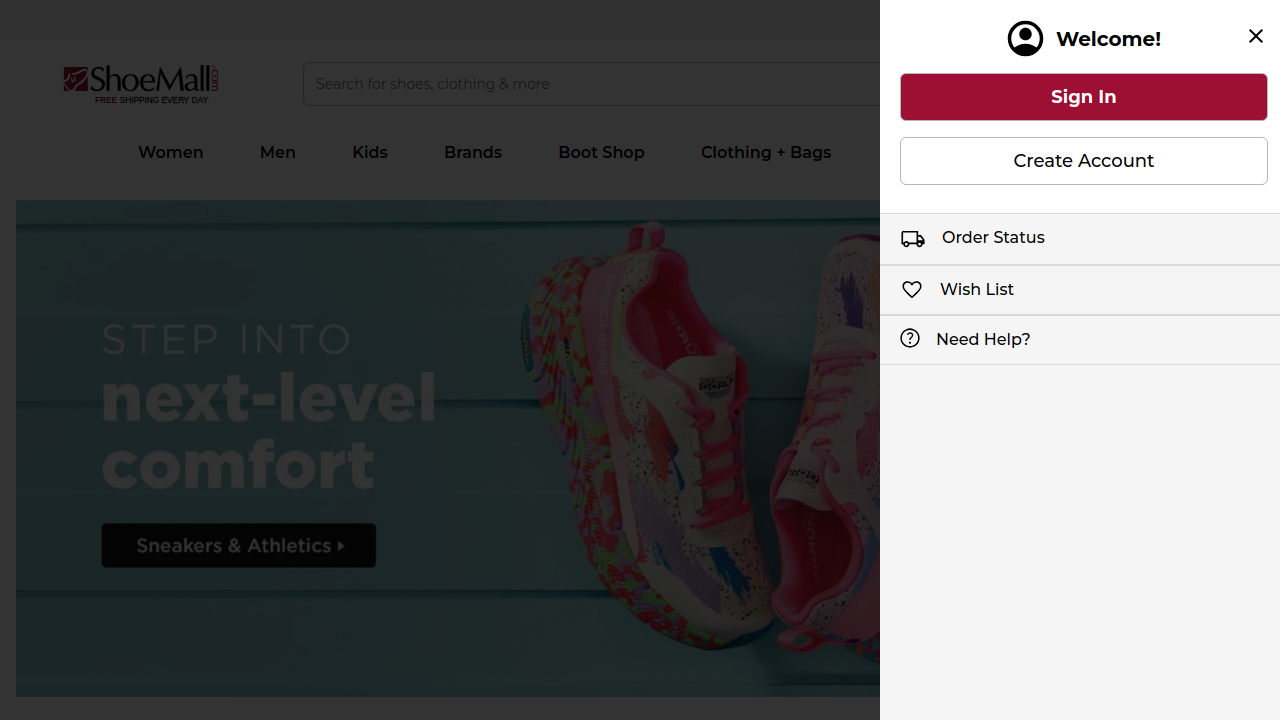 ShoeMall.com
FREE SHIPPING EVERY DAY
Search for shoes, clothing & more
Women
Men
Kids
Brands
Boot Shop
Clothing + Bags
STEP INTO
next-level
comfort
Sneakers & Athletics
Welcome!
Sign In
Create Account
Order Status
Wish List
Need Help?